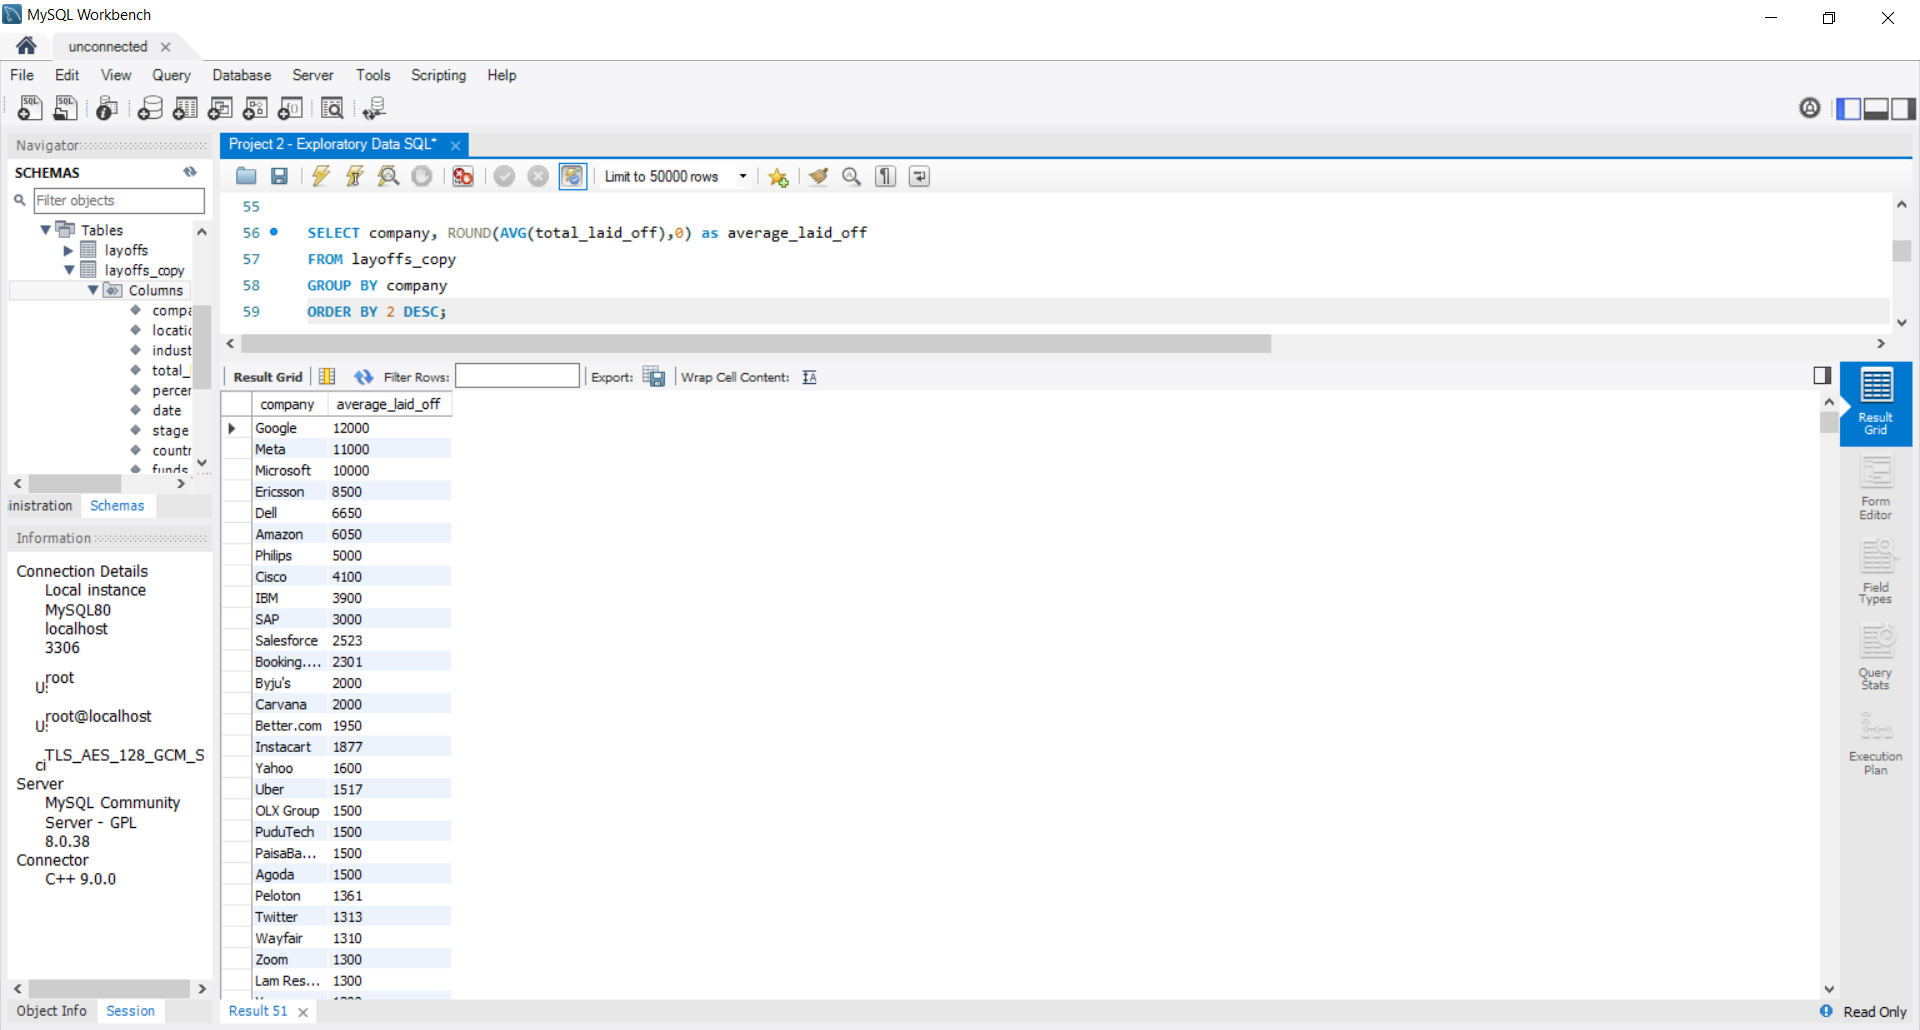 MySQL Workbench
unconnected
File Edit View Query Database Server Tools Scripting Help
Navigator
SCHEMAS
Filter objects
Tables
layoffs
layoffs_copy
Columns
compa
locatic
indust
total_
percer
date
stage
countr
funds
inistration Schemas
Information
Connection Details
Local instance
MySQL80
localhost
3306
root
U:
root@localhost
U:
TLS_AES_128_GCM_S
ci
Server
MySQL Community
Server - GPL
8.0.38
Connector
C++ 9.0.0
Object Info Session
Project 2 - Exploratory Data SQL*
Limit to 50000 rows
55
56 SELECT company, ROUND(AVG(total_laid_off),0) as average_laid_off
57 FROM layoffs_copy
58 GROUP BY company
59 ORDER BY 2 DESC;
Result Grid Filter Rows: Export: Wrap Cell Content:
company average_laid_off
Google 12000
Meta 11000
Microsoft 10000
Ericsson 8500
Dell 6650
Amazon 6050
Philips 5000
Cisco 4100
IBM 3900
SAP 3000
Salesforce 2523
Booking.... 2301
Byju's 2000
Carvana 2000
Better.com 1950
Instacart 1877
Yahoo 1600
Uber 1517
OLX Group 1500
PuduTech 1500
PaisaBa... 1500
Agoda 1500
Peloton 1361
Twitter 1313
Wayfair 1310
Zoom 1300
Lam Res... 1300
Result
Grid
Form
Editor
Field
Types
Query
Stats
Execution
Plan
Result 51
Read Only